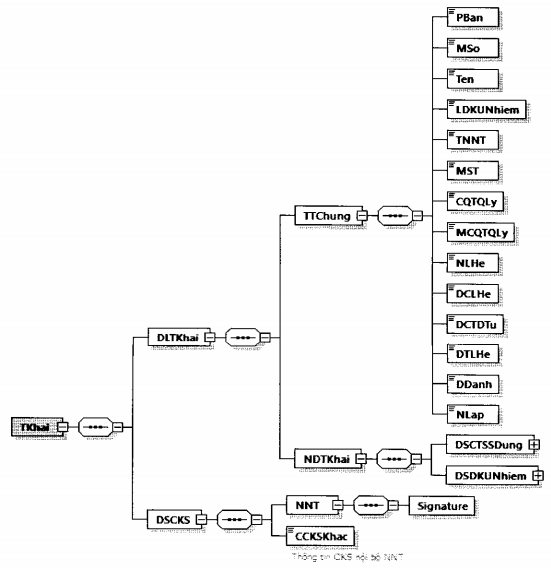 PBan
MSo
Ten
LDKUNhiem
TNNT
MST
CQTQLy
MCQTQLy
NLHe
DCLHe
DCTDTu
DTLHe
DDanh
NLap
TTChung
DLTKhai
TKhai
NDTKhai
DSCTSSDung
DSDKUNhiem
DSCKS
NNT
Signature
CCKSKhac
Thông tin CKS nội bộ NNT